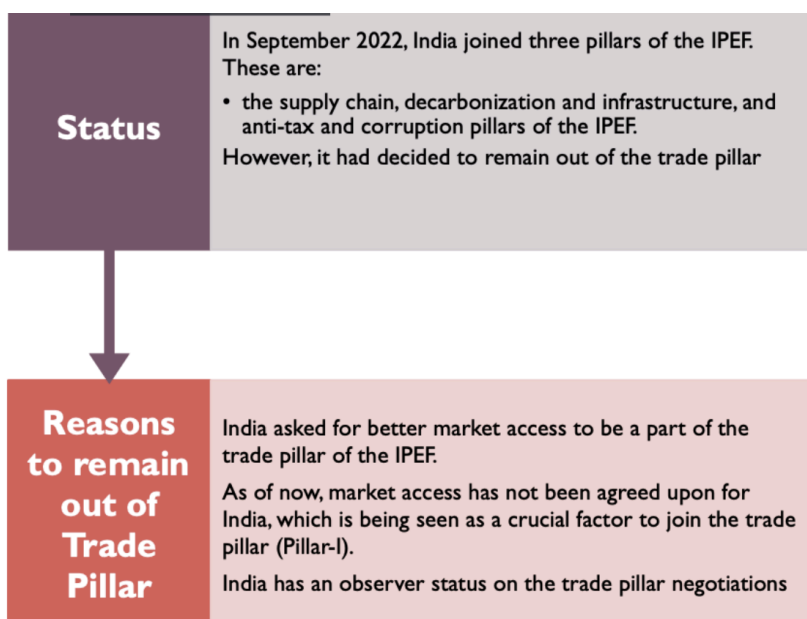 Status
In September 2022, India joined three pillars of the IPEF.
These are:
• the supply chain, decarbonization and infrastructure, and
anti-tax and corruption pillars of the IPEF.
However, it had decided to remain out of the trade pillar
Reasons
to remain
out of
Trade
Pillar
India asked for better market access to be a part of the
trade pillar of the IPEF.
As of now, market access has not been agreed upon for
India, which is being seen as a crucial factor to join the trade
pillar (Pillar-I).
India has an observer status on the trade pillar negotiations